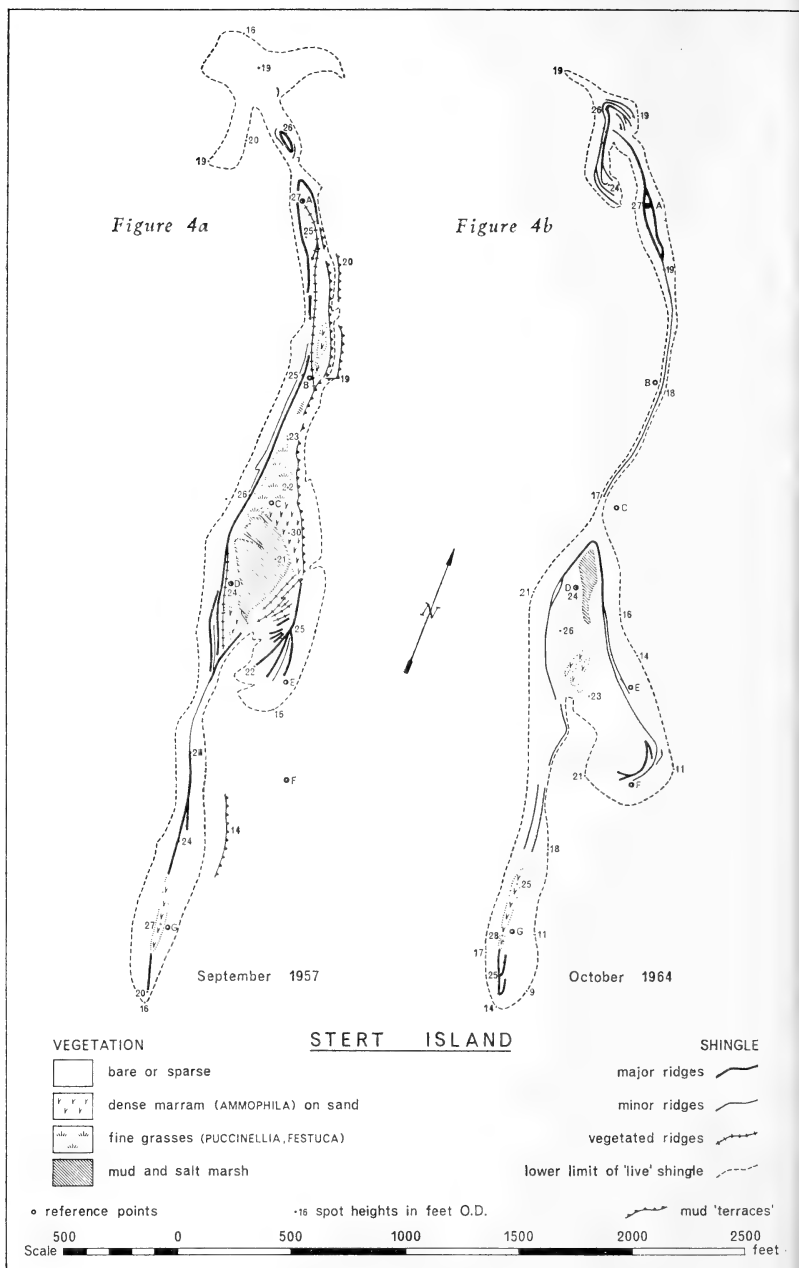 Figure 4a
Figure 4b
16
19
20
19
26
27
A
25
20
25
B
19
23
26
22
C
30
21
D
24
25
22
E
15
F
24
14
27
G
20
16
September 1957
19
26
19
24
27
A
19
B
18
17
C
21
D
24
16
26
14
E
23
21
11
F
18
25
28
G
17
11
25
9
14
October 1964
N
STERT ISLAND
VEGETATION
bare or sparse
dense marram (AMMOPHILA) on sand
fine grasses (PUCCINELLIA, FESTUCA)
mud and salt marsh
SHINGLE
major ridges
minor ridges
vegetated ridges
lower limit of 'live' shingle
reference points
·16 spot heights in feet O.D.
mud 'terraces'
500 0 500 1000 1500 2000 2500
Scale feet